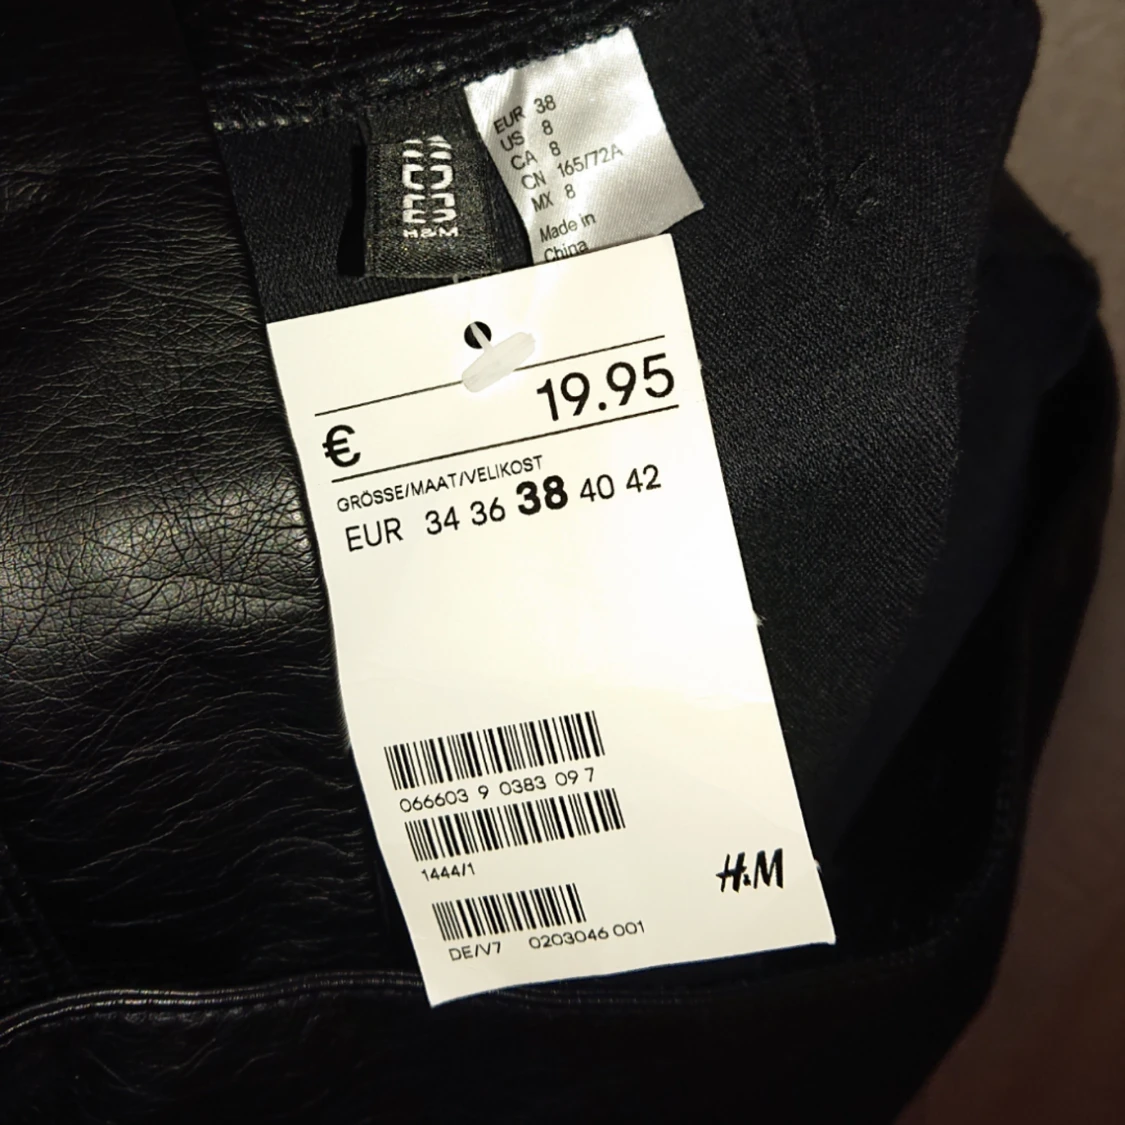 EUR 38
US 8
CA 8
CN 165/72A
MX 8
Made in
China
H&M
19.95
€
GRÖSSE/MAAT/VELIKOST
EUR 34 36 38 40 42
066603 9 0383 09 7
1444/1
H&M
DE/V7 0203046 001